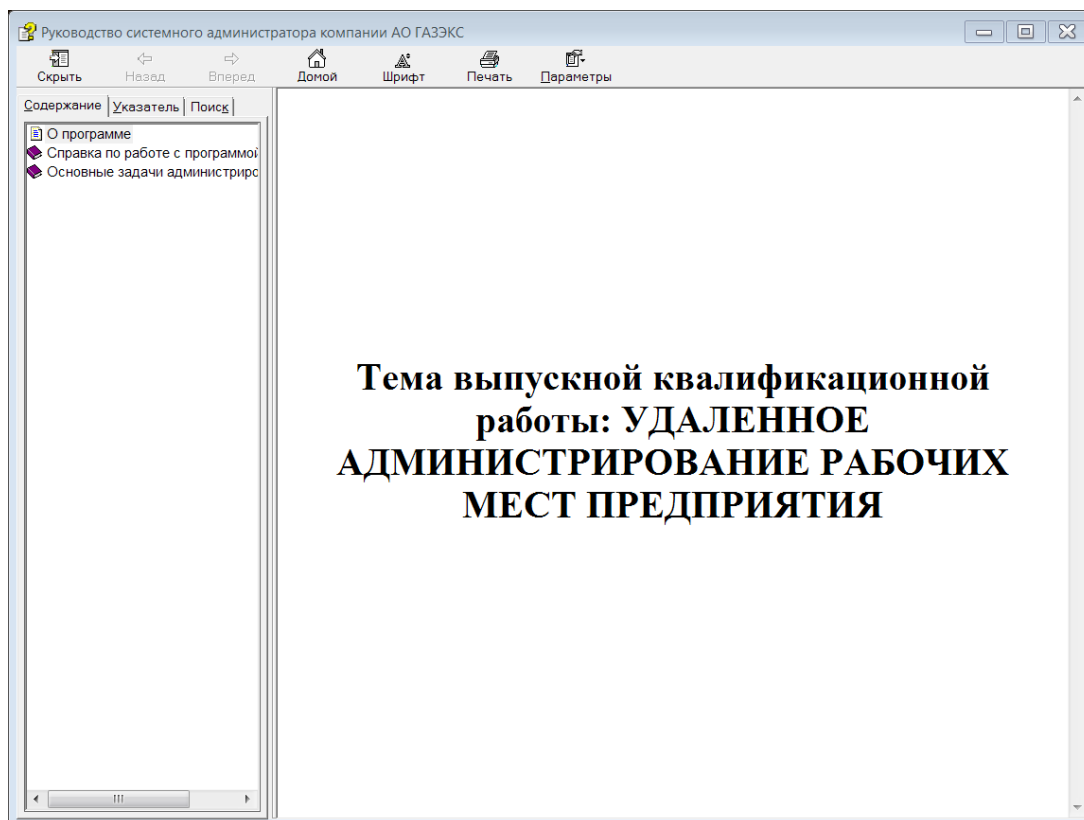 Руководство системного администратора компании АО ГАЗЭКС
Скрыть Назад Вперед Домой Шрифт Печать Параметры
Содержание Указатель Поиск
О программе
Справка по работе с программой
Основные задачи администриро
Тема выпускной квалификационной
работы: УДАЛЕННОЕ
АДМИНИСТРИРОВАНИЕ РАБОЧИХ
МЕСТ ПРЕДПРИЯТИЯ